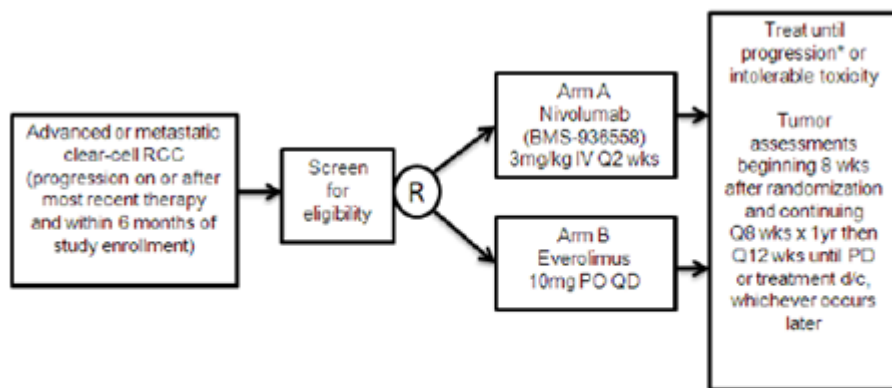 Advanced or metastatic
clear-cell RCC
(progression on or after
most recent therapy
and within 6 months of
study enrollment)
Screen
for
eligibility
R
Arm A
Nivolumab
(BMS-936558)
3mg/kg IV Q2 wks
Arm B
Everolimus
10mg PO QD
Treat until
progression* or
intolerable toxicity
Tumor
assessments
beginning 8 wks
after randomization
and continuing
Q8 wks x 1yr then
Q12 wks until PD
or treatment d/c,
whichever occurs
later